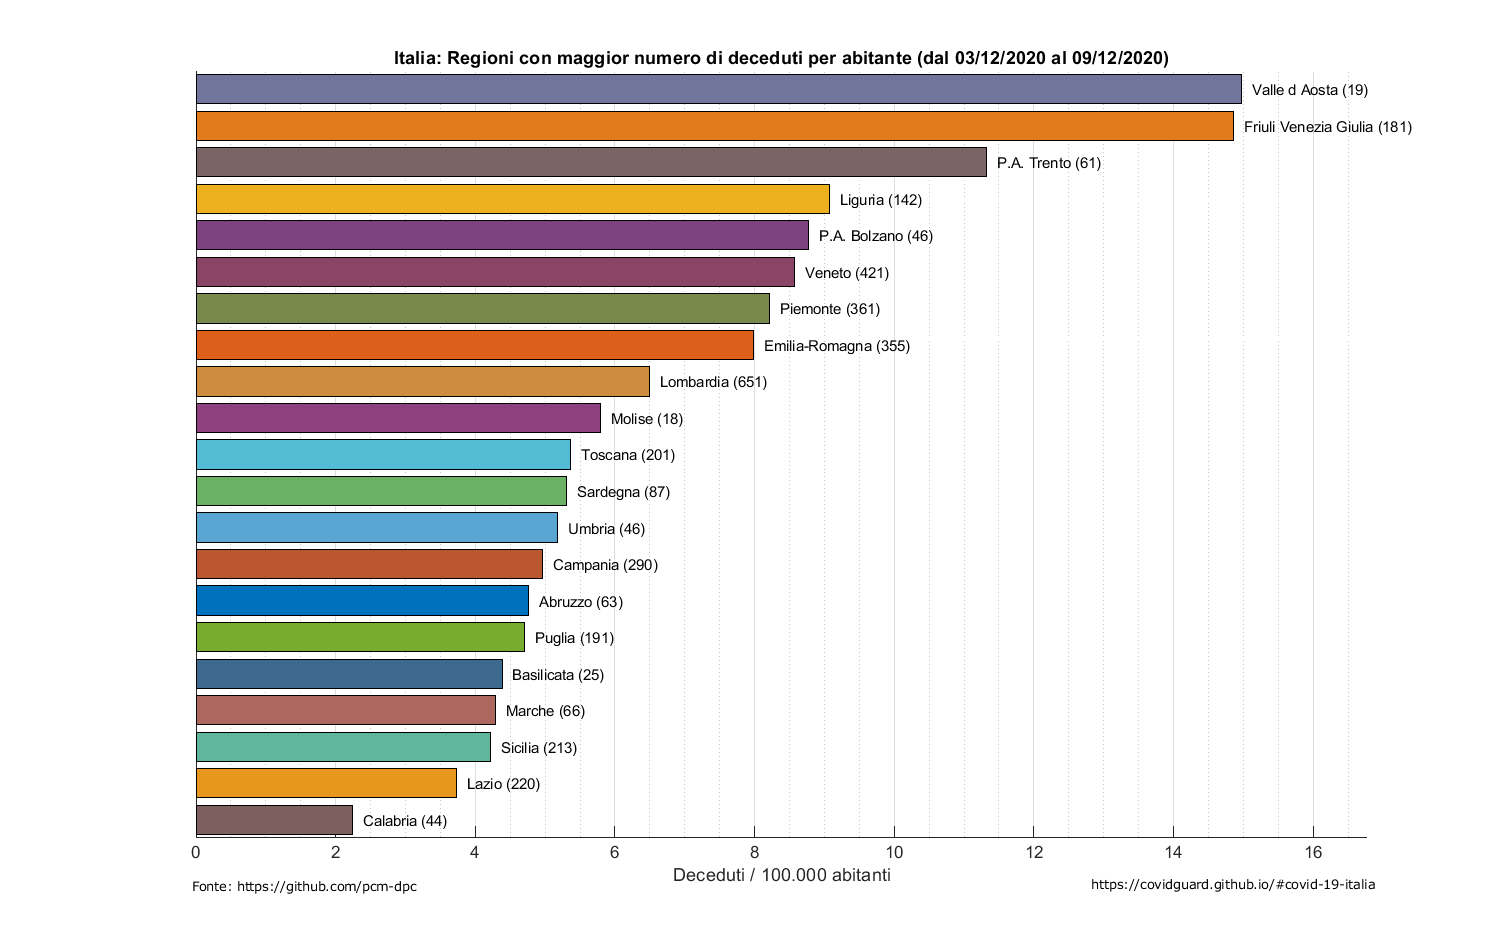 Italia: Regioni con maggior numero di deceduti per abitante (dal 03/12/2020 al 09/12/2020)
Valle d Aosta (19)
Friuli Venezia Giulia (181)
P.A. Trento (61)
Liguria (142)
P.A. Bolzano (46)
Veneto (421)
Piemonte (361)
Emilia-Romagna (355)
Lombardia (651)
Molise (18)
Toscana (201)
Sardegna (87)
Umbria (46)
Campania (290)
Abruzzo (63)
Puglia (191)
Basilicata (25)
Marche (66)
Sicilia (213)
Lazio (220)
Calabria (44)
0 2 4 6 8 10 12 14 16
Deceduti / 100.000 abitanti
Fonte: https://github.com/pcm-dpc
https://covidguard.github.io/#covid-19-italia